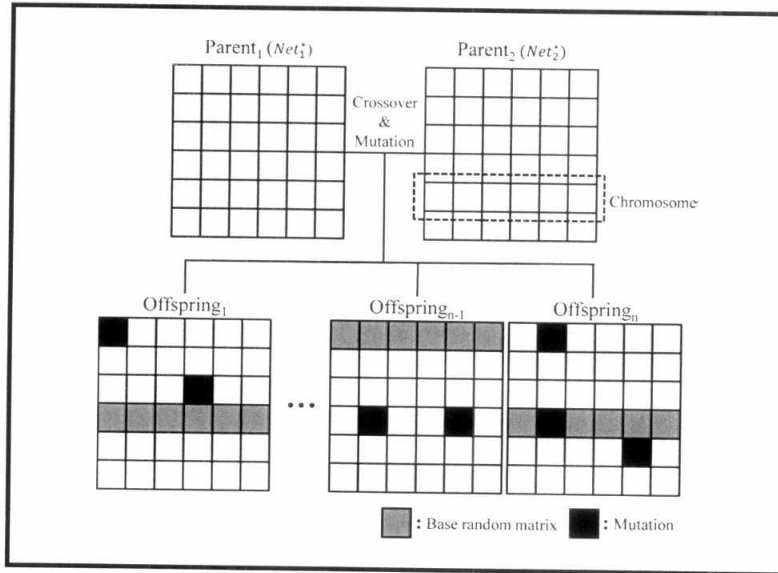 Parent₁ (Net₁*)
Parent₂ (Net₂*)
Crossover
&
Mutation
Chromosome
Offspring₁
Offspringₙ₋₁
Offspringₙ
...
: Base random matrix
: Mutation